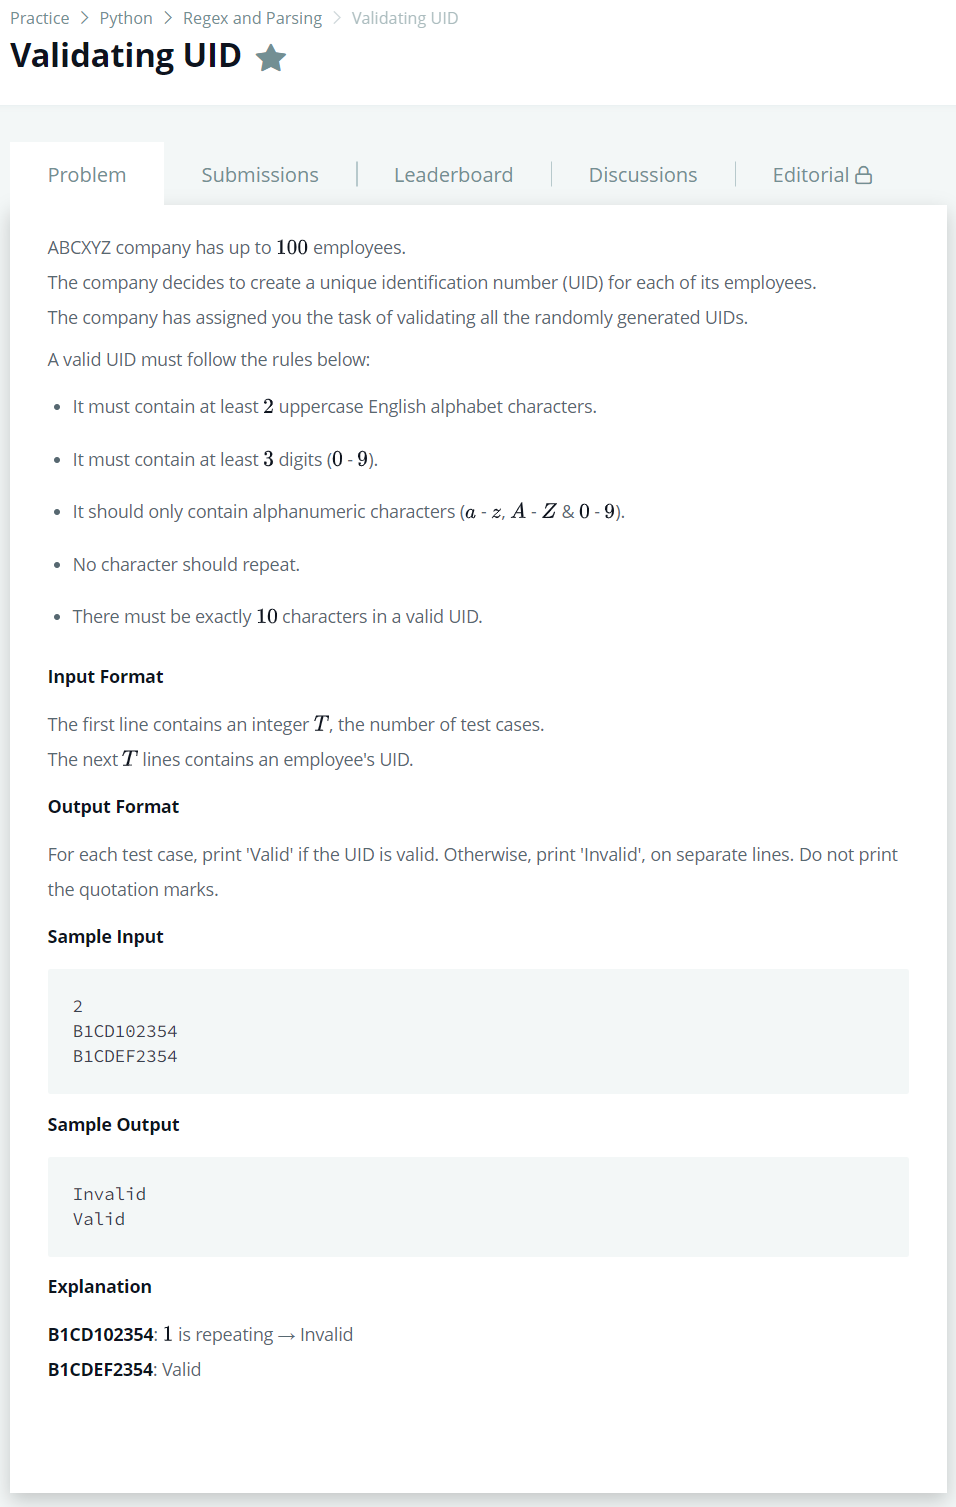 Practice > Python > Regex and Parsing > Validating UID
Validating UID
Problem
Submissions
Leaderboard
Discussions
Editorial
ABCXYZ company has up to 100 employees.
The company decides to create a unique identification number (UID) for each of its employees.
The company has assigned you the task of validating all the randomly generated UIDs.
A valid UID must follow the rules below:
• It must contain at least 2 uppercase English alphabet characters.
• It must contain at least 3 digits (0 - 9).
• It should only contain alphanumeric characters (a - z, A - Z & 0 - 9).
• No character should repeat.
• There must be exactly 10 characters in a valid UID.
Input Format
The first line contains an integer T, the number of test cases.
The next T lines contains an employee's UID.
Output Format
For each test case, print 'Valid' if the UID is valid. Otherwise, print 'Invalid', on separate lines. Do not print
the quotation marks.
Sample Input
2
B1CD102354
B1CDEF2354
Sample Output
Invalid
Valid
Explanation
B1CD102354: 1 is repeating → Invalid
B1CDEF2354: Valid